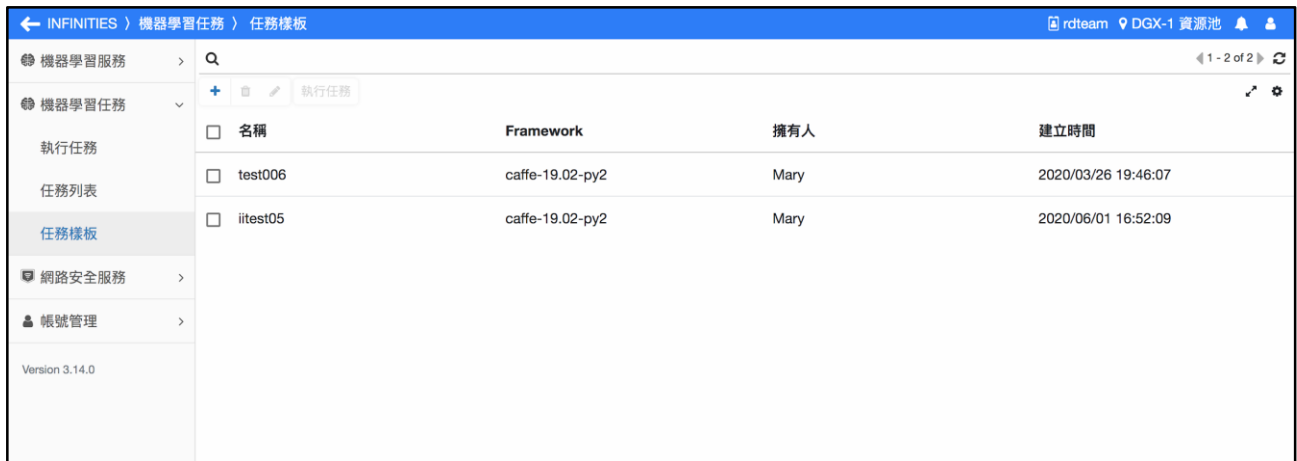 INFINITIES 〉 機器學習任務 〉 任務樣板
rdteam DGX-1 資源池
機器學習服務
機器學習任務
執行任務
任務列表
任務樣板
網路安全服務
帳號管理
Version 3.14.0
1 - 2 of 2
執行任務
名稱 Framework 擁有人 建立時間
test006 caffe-19.02-py2 Mary 2020/03/26 19:46:07
iitest05 caffe-19.02-py2 Mary 2020/06/01 16:52:09